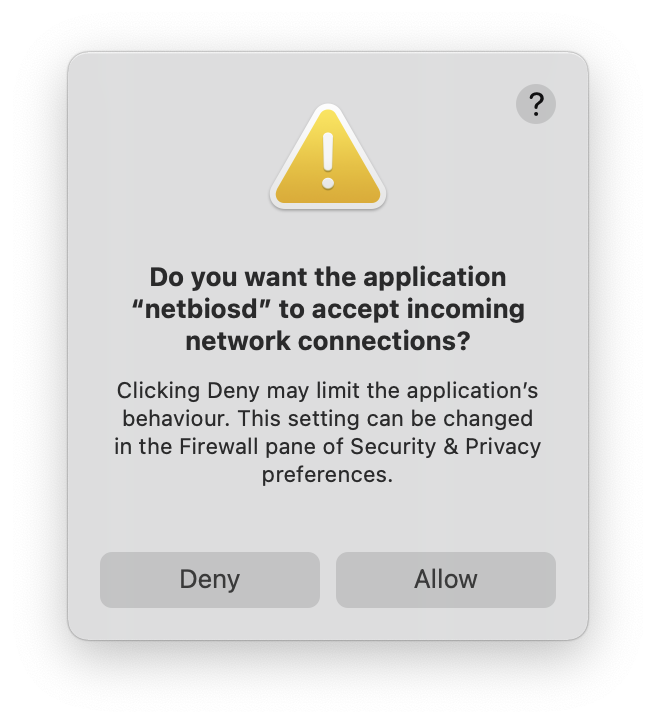 ?
Do you want the application
“netbiosd” to accept incoming
network connections?
Clicking Deny may limit the application’s
behaviour. This setting can be changed
in the Firewall pane of Security & Privacy
preferences.
Deny
Allow